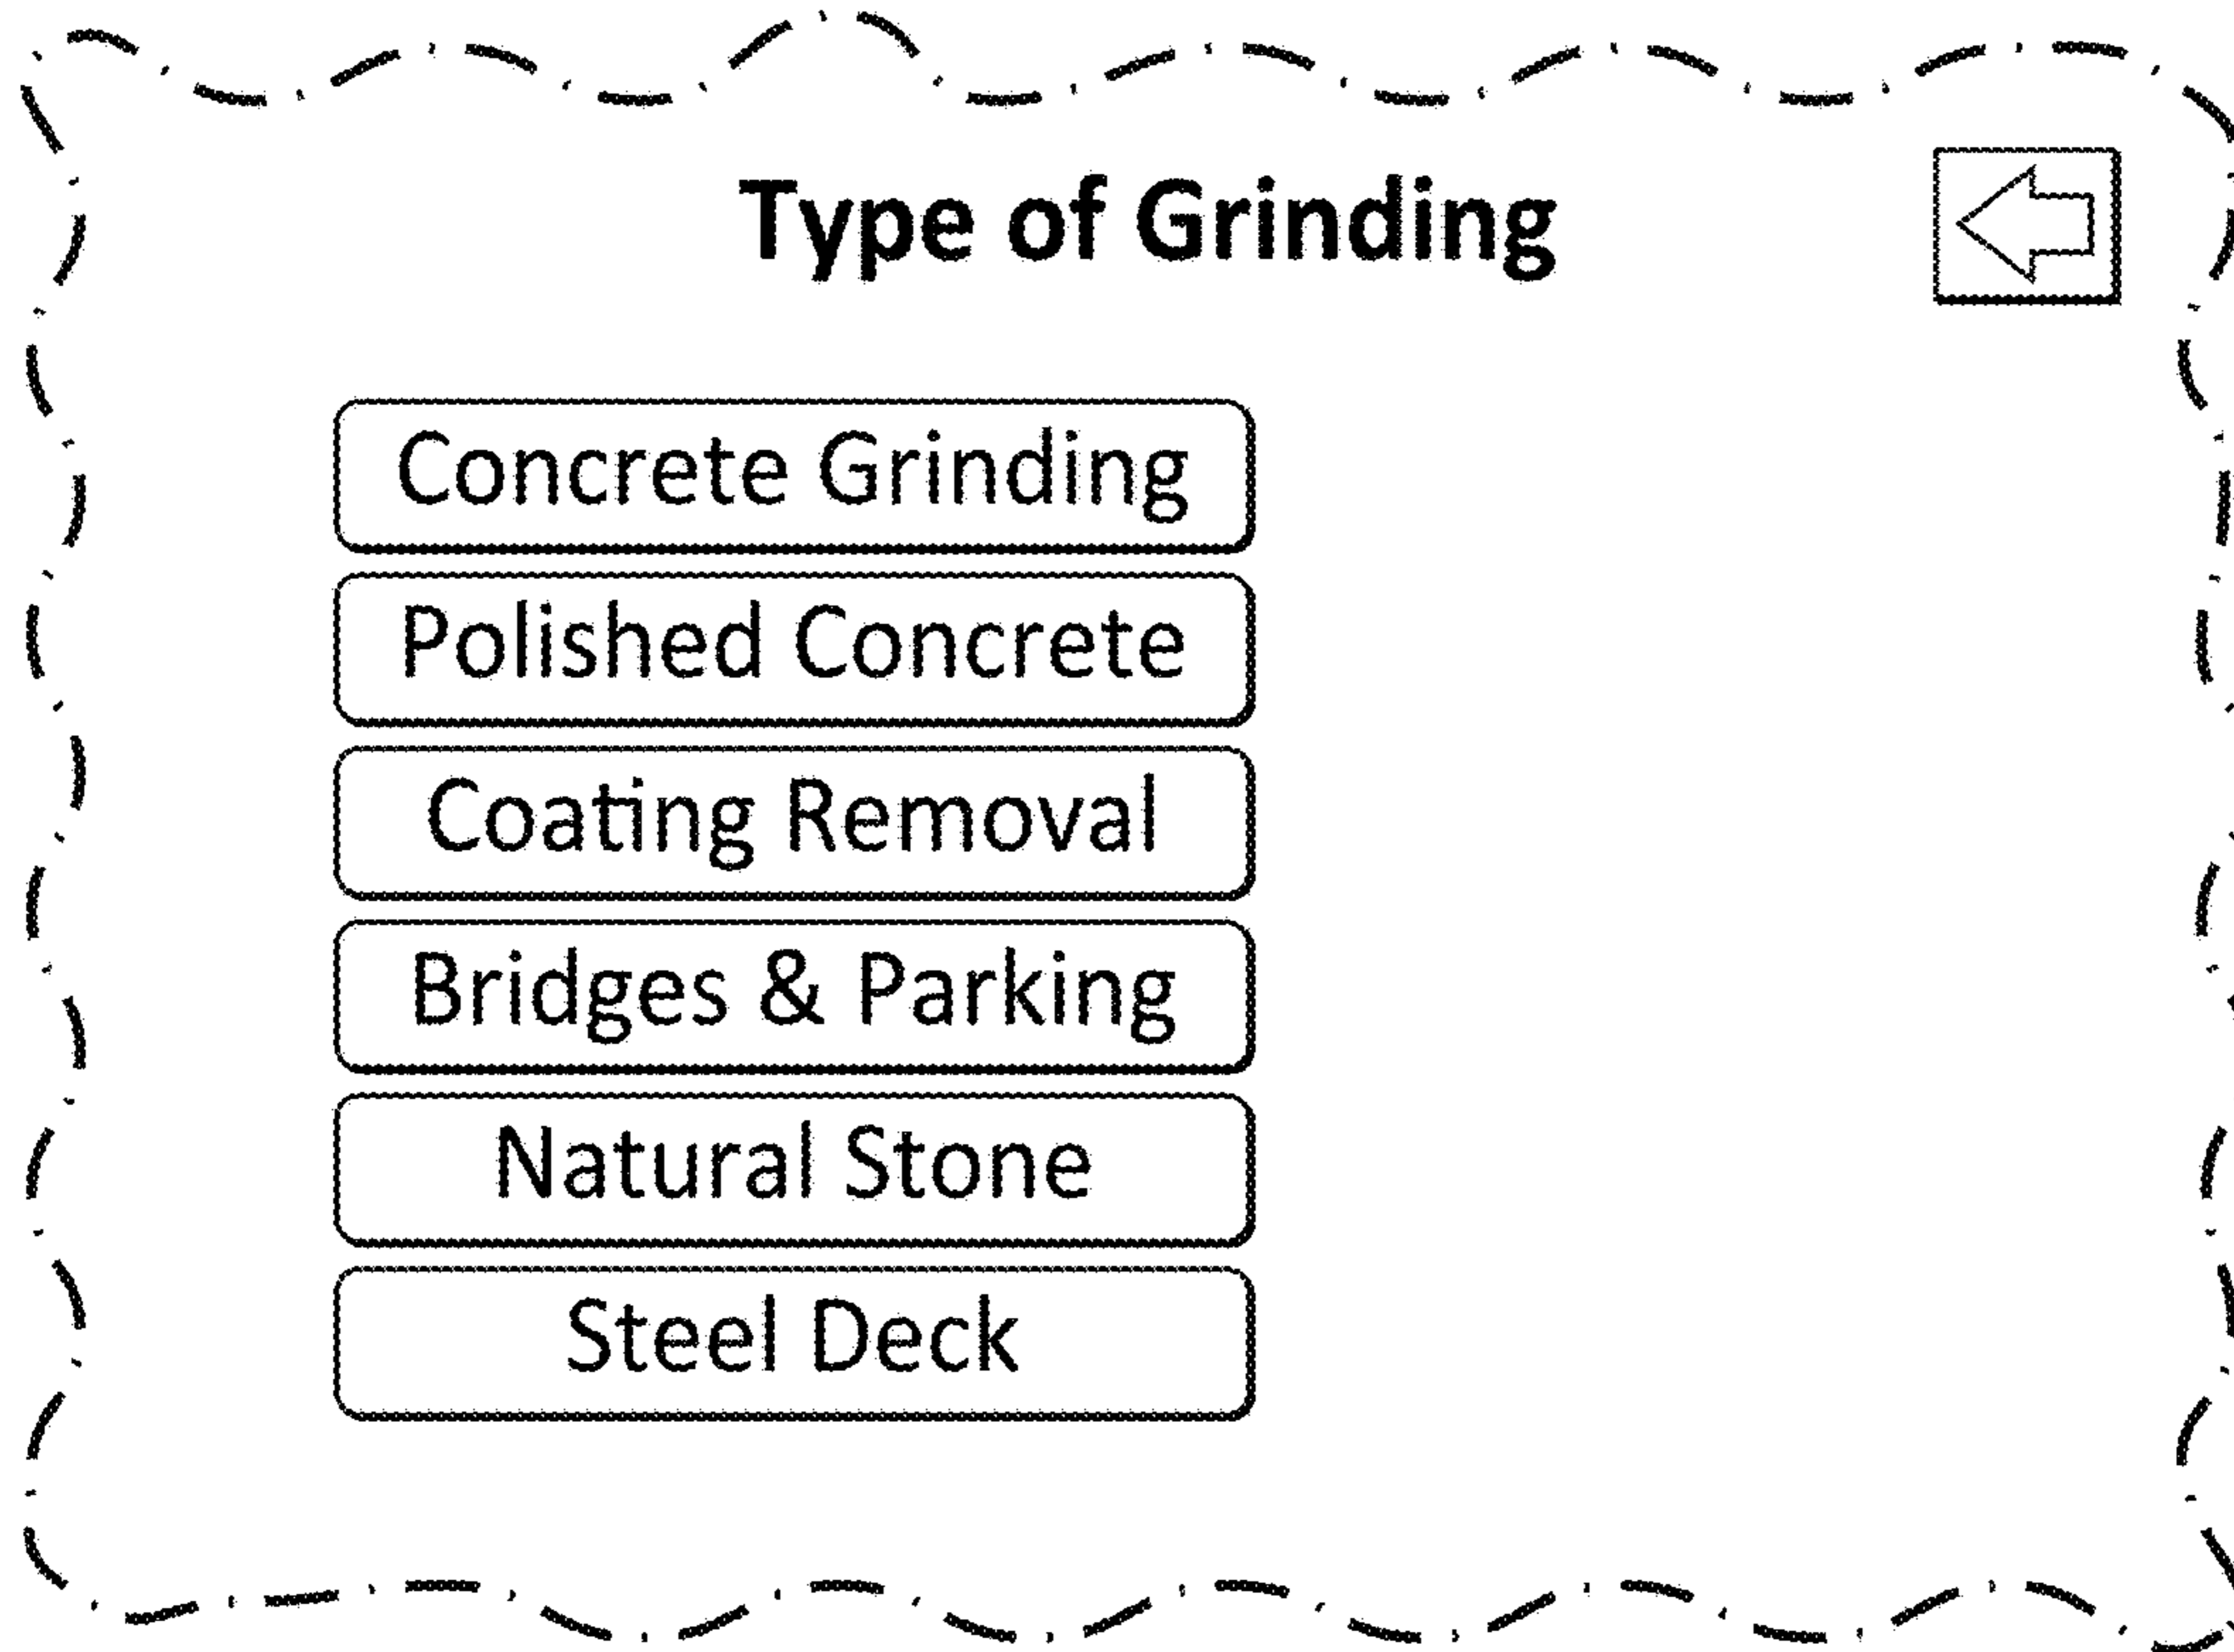 Type of Grinding
Concrete Grinding
Polished Concrete
Coating Removal
Bridges & Parking
Natural Stone
Steel Deck